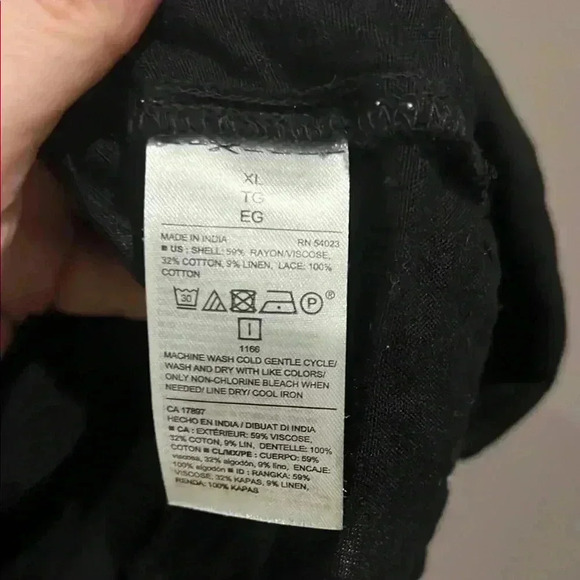 XL
TG
EG
MADE IN INDIA RN 54023
■ US : SHELL: 59% RAYON/VISCOSE,
32% COTTON, 9% LINEN, LACE: 100%
COTTON
30 P ®
I
1166
MACHINE WASH COLD GENTLE CYCLE/
WASH AND DRY WITH LIKE COLORS/
ONLY NON-CHLORINE BLEACH WHEN
NEEDED/ LINE DRY/ COOL IRON
CA 17897
HECHO EN INDIA / DIBUAT DI INDIA
■ CA : EXTÉRIEUR: 59% VISCOSE,
32% COTTON, 9% LIN, DENTELLE: 100%
COTTON ■ CL/MX/PE : CUERPO: 59%
viscosa, 32% algodón, 9% lino, ENCAJE:
100% algodón ■ ID : RANGKA: 59%
VISCOSE, 32% KAPAS, 9% LINEN,
RENDA: 100% KAPAS